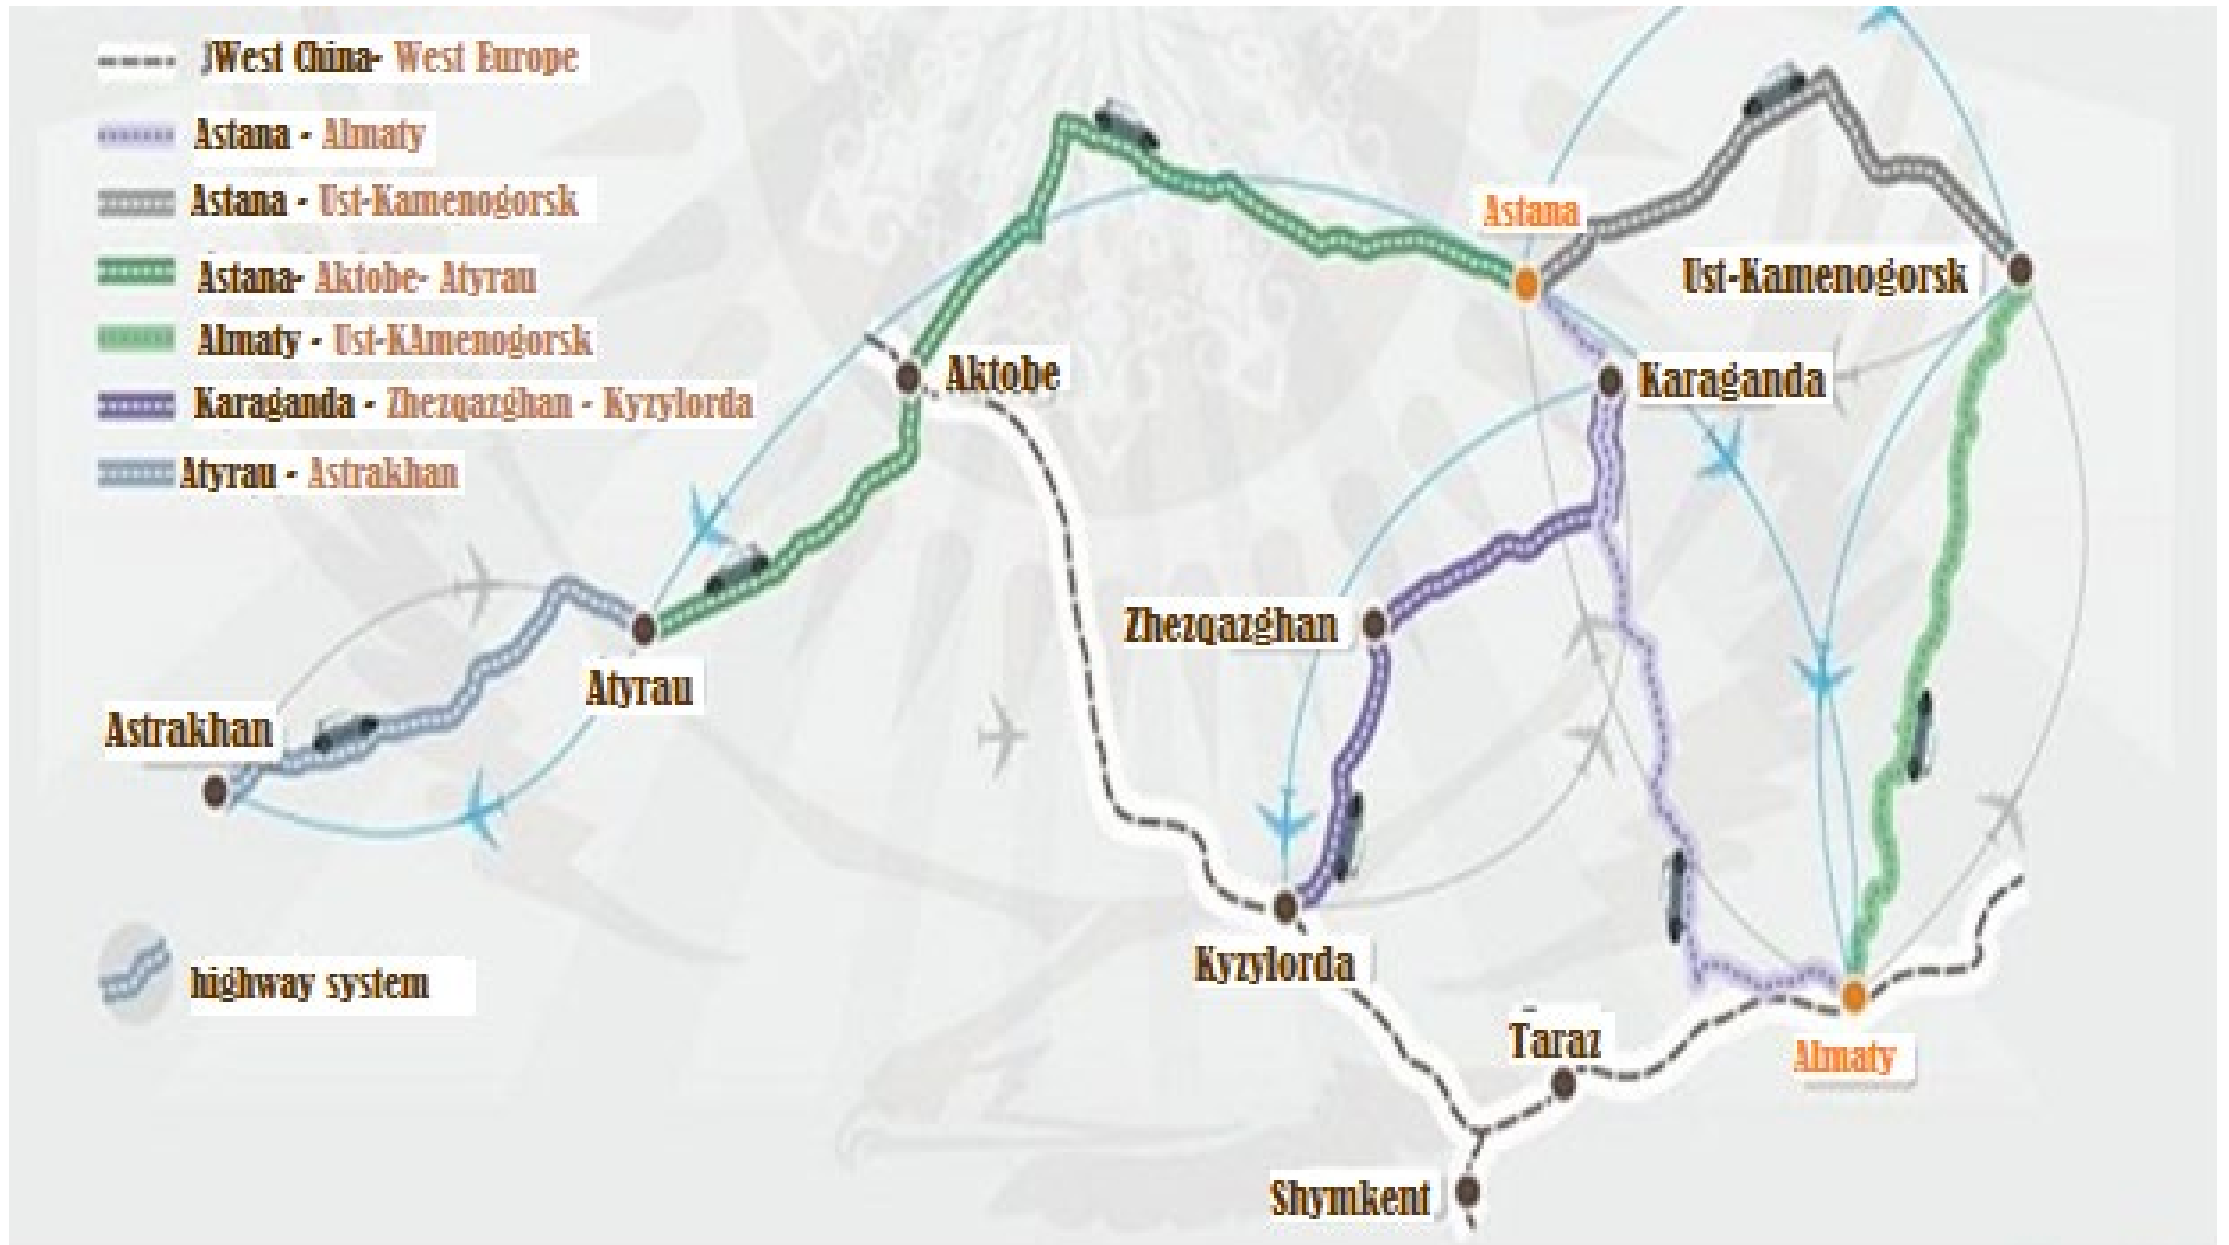 JWest China- West Europe
Astana - Almaty
Astana - Ust-Kamenogorsk
Astana- Aktobe- Atyrau
Almaty - Ust-KAmenogorsk
Karaganda - Zhezqazghan - Kyzylorda
Atyrau - Astrakhan
Astana
Ust-Kamenogorsk
Aktobe
Karaganda
Zhezqazghan
Atyrau
Astrakhan
Kyzylorda
highway system
Taraz
Almaty
Shymkent